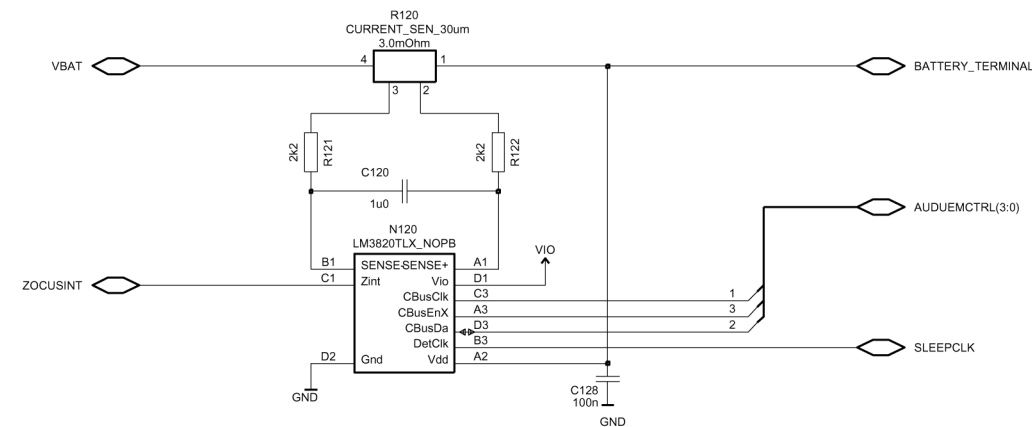 R120
CURRENT_SEN_30um
3.0mOhm
VBAT
4
1
BATTERY_TERMINAL
3
2
2k2
R121
2k2
R122
C120
1u0
AUDUEMCTRL(3:0)
N120
LM3820TLX_NOPB
VIO
B1
SENSE-
SENSE+
A1
ZOCUSINT
C1
Zint
Vio
D1
CBusClk
C3
1
CBusEnX
A3
3
CBusDa
D3
2
DetClk
B3
SLEEPCLK
D2
Gnd
Vdd
A2
GND
C128
100n
GND